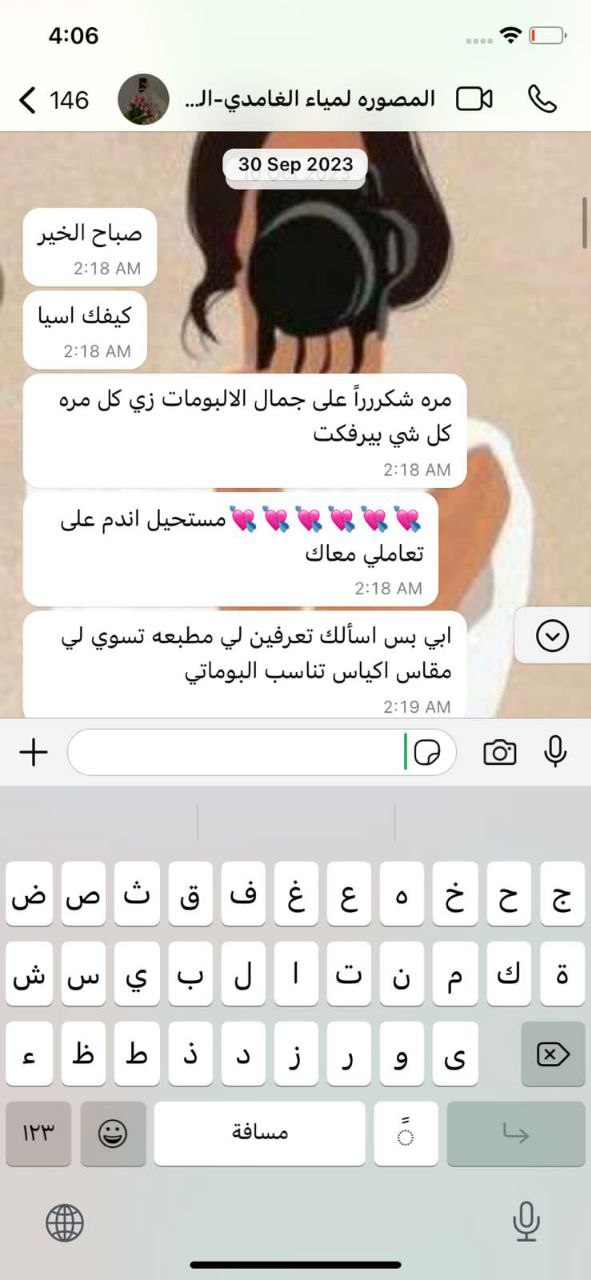 4:06
146
المصوره لمياء الغامدي-الـ...
30 Sep 2023
صباح الخير
2:18 AM
كيفك اسيا
2:18 AM
مره شكررراً على جمال الالبومات زي كل مره
كل شي بيرفكت
2:18 AM
💘💘💘💘💘💘مستحيل اندم على
تعاملي معاك
2:18 AM
ابي بس اسألك تعرفين لي مطبعه تسوي لي
مقاس اكياس تناسب البوماتي
2:19 AM
ض ص ث ق ف غ ع ه خ ح ج
ش س ي ب ل ا ت ن م ك ة
ء ظ ط ذ د ز ر و ى
١٢٣ مسافة